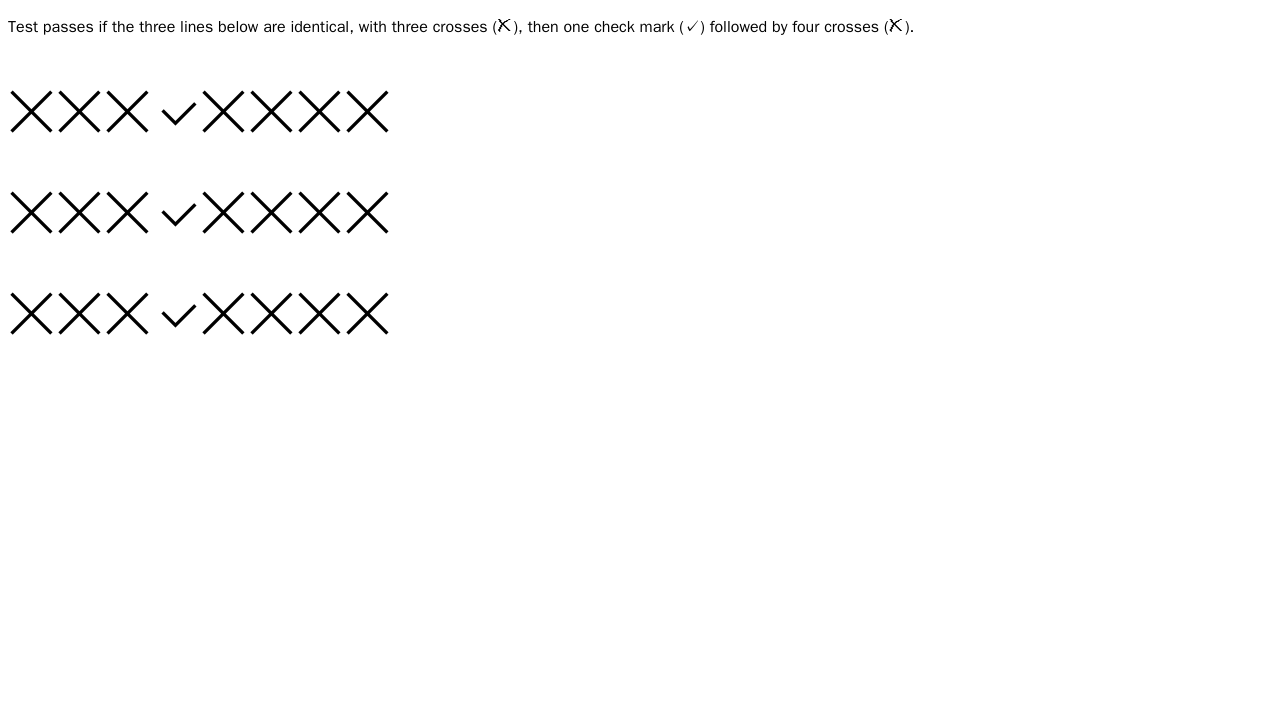 Test passes if the three lines below are identical, with three crosses (☓), then one check mark (✓) followed by four crosses (☓).
☓☓☓✓☓☓☓☓
☓☓☓✓☓☓☓☓
☓☓☓✓☓☓☓☓